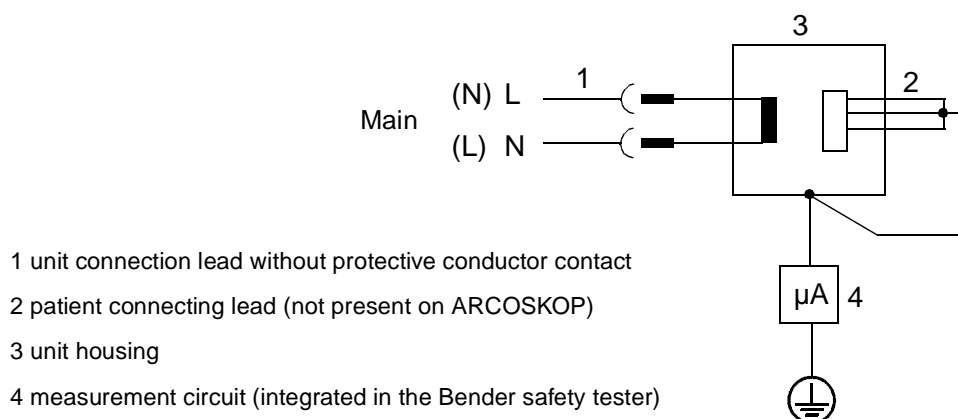 3
(N) L 1 2
Main
(L) N
1 unit connection lead without protective conductor contact
2 patient connecting lead (not present on ARCOSKOP)
µA 4
3 unit housing
4 measurement circuit (integrated in the Bender safety tester)